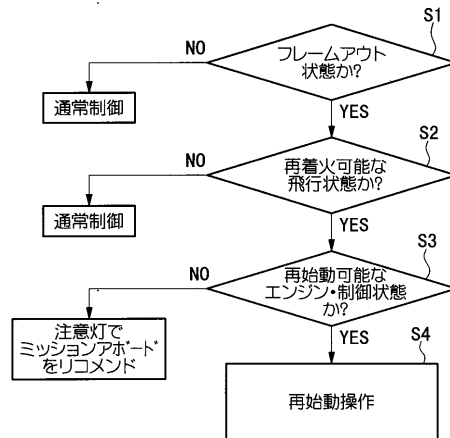 S1
NO
フレームアウト
状態か?
通常制御
YES
S2
NO
再着火可能な
飛行状態か?
通常制御
YES
S3
NO
再始動可能な
エンジン・制御状態
か?
注意灯で
ミッションアボード
をリコメンド
YES
S4
再始動操作